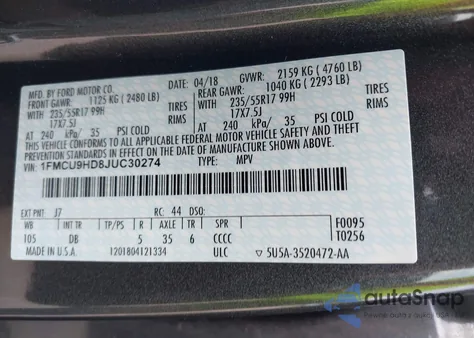 MFD. BY FORD MOTOR CO.
04/18 GVWR: 2159 KG ( 4760 LB)
FRONT GAWR: 1125 KG ( 2480 LB) REAR GAWR: 1040 KG ( 2293 LB)
WITH 235/55R17 99H TIRES WITH 235/55R17 99H TIRES
17X7.5J RIMS 17X7.5J RIMS
AT 240 kPa/ 35 PSI COLD AT 240 kPa/ 35 PSI COLD
THIS VEHICLE CONFORMS TO ALL APPLICABLE FEDERAL MOTOR VEHICLE SAFETY AND THEFT PREVENTION STANDARDS IN EFFECT ON THE DATE OF MANUFACTURE SHOWN ABOVE.
VIN: 1FMCU9HD8JUC30274 TYPE: MPV
EXT PNT: J7 RC: 44 DSO:
WB INT TR TP/PS R AXLE TR SPR
105 DB 5 35 6 CCCC
F0095
T0256
MADE IN U.S.A. 1201804121334 ULC 5U5A-3520472-AA
autoSnap